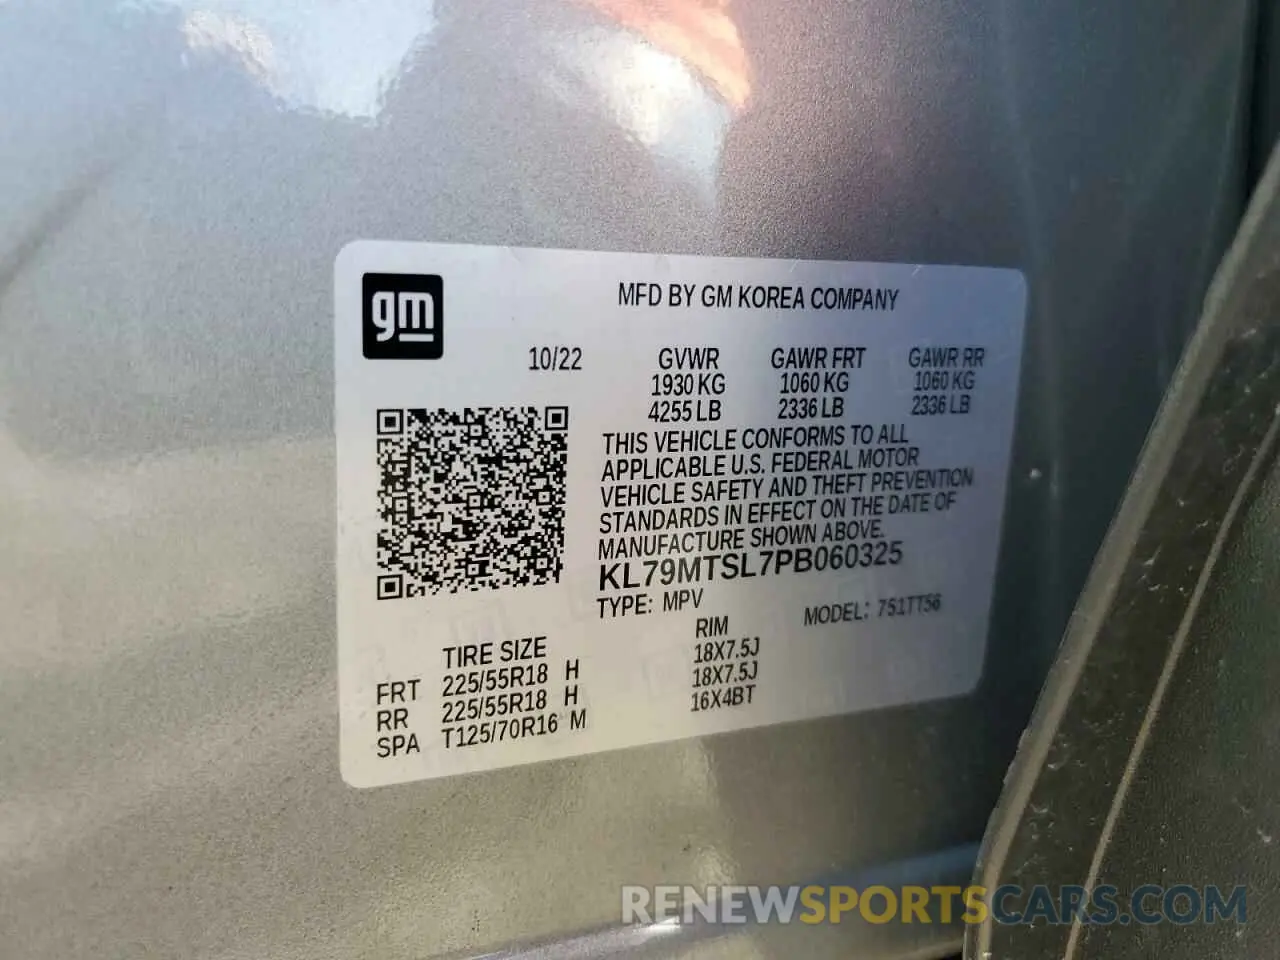 gm
MFD BY GM KOREA COMPANY
10/22 GVWR GAWR FRT GAWR RR
1930 KG 1060 KG 1060 KG
4255 LB 2336 LB 2336 LB
THIS VEHICLE CONFORMS TO ALL
APPLICABLE U.S. FEDERAL MOTOR
VEHICLE SAFETY AND THEFT PREVENTION
STANDARDS IN EFFECT ON THE DATE OF
MANUFACTURE SHOWN ABOVE.
KL79MTSL7PB060325
TYPE: MPV MODEL: 751TT56
TIRE SIZE RIM
FRT 225/55R18 H 18X7.5J
RR 225/55R18 H 18X7.5J
SPA T125/70R16 M 16X4BT
RENEWSPORTSCARS.COM